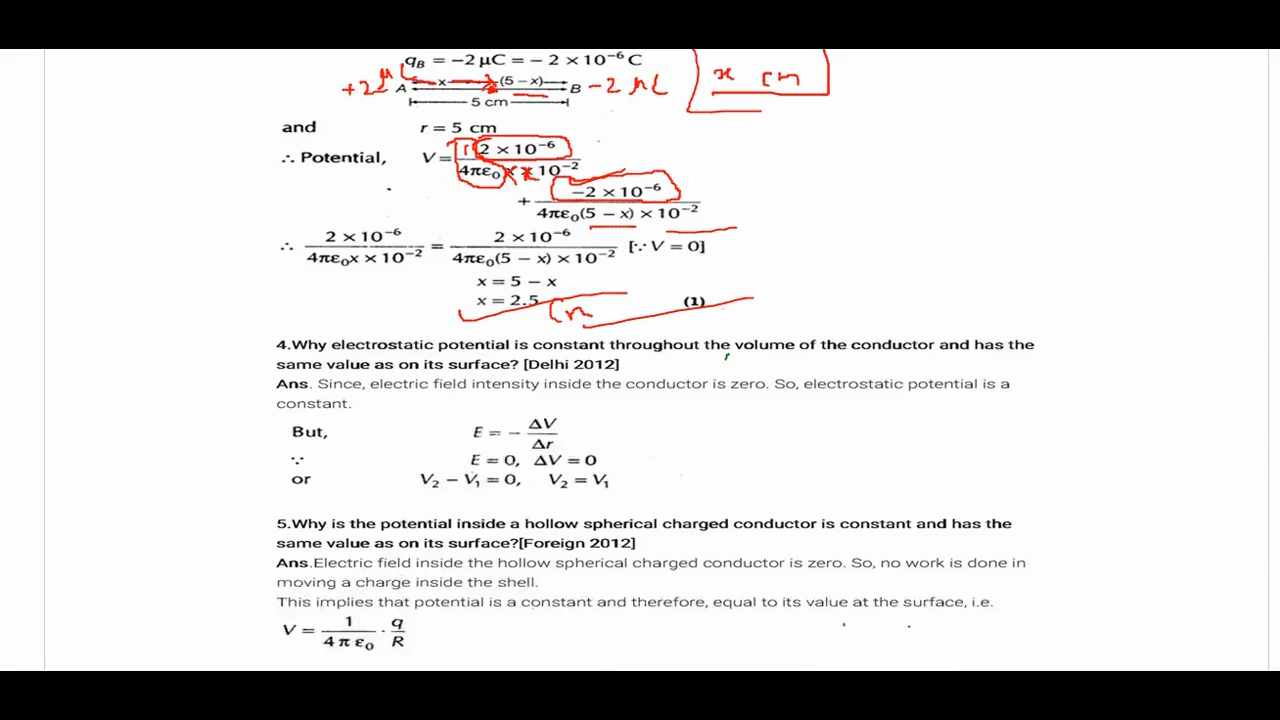 q_B = −2 μC = − 2 × 10⁻⁶ C
x cm
+2 μC A x (5 − x) B −2 μC
5 cm
and r = 5 cm
∴ Potential, V = 2 × 10⁻⁶ / 4πε₀ x × 10⁻²
+ −2 × 10⁻⁶ / 4πε₀(5 − x) × 10⁻²
∴ 2 × 10⁻⁶ / 4πε₀x × 10⁻² = 2 × 10⁻⁶ / 4πε₀(5 − x) × 10⁻² [∵ V = 0]
x = 5 − x
x = 2.5 cm (1)
4.Why electrostatic potential is constant throughout the volume of the conductor and has the
same value as on its surface? [Delhi 2012]
Ans. Since, electric field intensity inside the conductor is zero. So, electrostatic potential is a
constant.
But, E = − ΔV / Δr
∵ E = 0, ΔV = 0
or V₂ − V₁ = 0, V₂ = V₁
5.Why is the potential inside a hollow spherical charged conductor is constant and has the
same value as on its surface?[Foreign 2012]
Ans.Electric field inside the hollow spherical charged conductor is zero. So, no work is done in
moving a charge inside the shell.
This implies that potential is a constant and therefore, equal to its value at the surface, i.e.
V = 1 / 4 π ε₀ · q / R